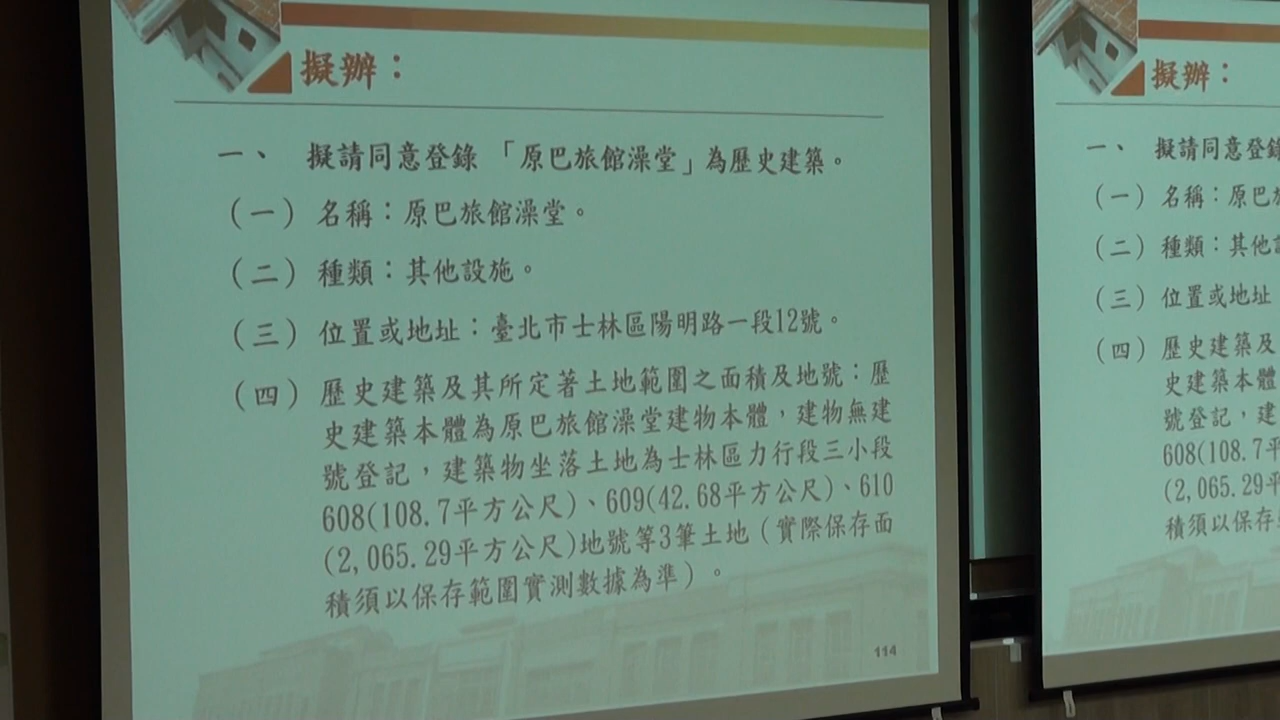 擬辦：
一、 擬請同意登錄「原巴旅館澡堂」為歷史建築。
（一）名稱：原巴旅館澡堂。
（二）種類：其他設施。
（三）位置或地址：臺北市士林區陽明路一段12號。
（四）歷史建築及其所定著土地範圍之面積及地號：歷
史建築本體為原巴旅館澡堂建物本體，建物無建
號登記，建築物坐落土地為士林區力行段三小段
608(108.7平方公尺)、609(42.68平方公尺)、610
(2,065.29平方公尺)地號等3筆土地（實際保存面
積須以保存範圍實測數據為準）。
114
擬辦：
一、 擬請同意登錄
（一）名稱：原巴
（二）種類：其他
（三）位置或地址
（四）歷史建築及
史建築本體
號登記，建
608(108.7平
(2,065.29平
積須以保存